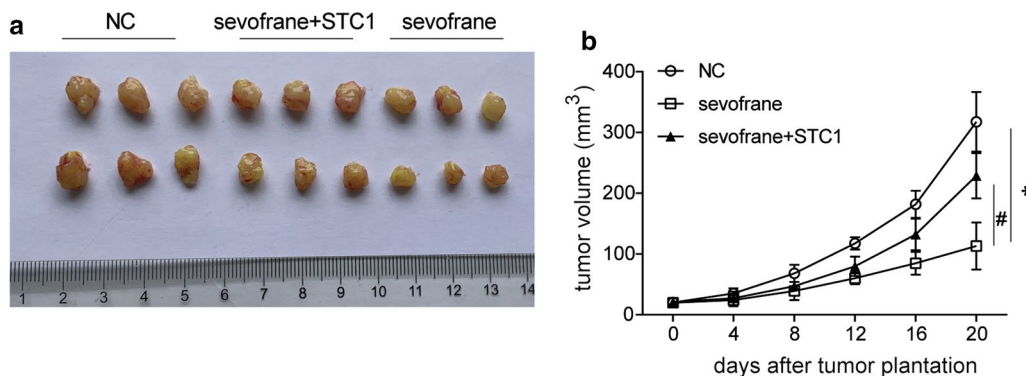 a
NC sevofrane+STC1 sevofrane
1 2 3 4 5 6 7 8 9 10 11 12 13 14
b
NC
sevofrane
sevofrane+STC1
tumor volume (mm³)
400
300
200
100
0
#
*
0 4 8 12 16 20
days after tumor plantation